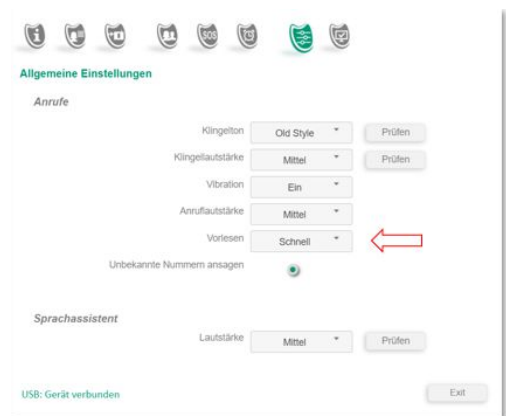 SOS
Allgemeine Einstellungen
Anrufe
Klingelton Old Style Prüfen
Klingellautstärke Mittel Prüfen
Vibration Ein
Anruflautstärke Mittel
Vorlesen Schnell
Unbekannte Nummern ansagen
Sprachassistent
Lautstärke Mittel Prüfen
USB: Gerät verbunden Exit